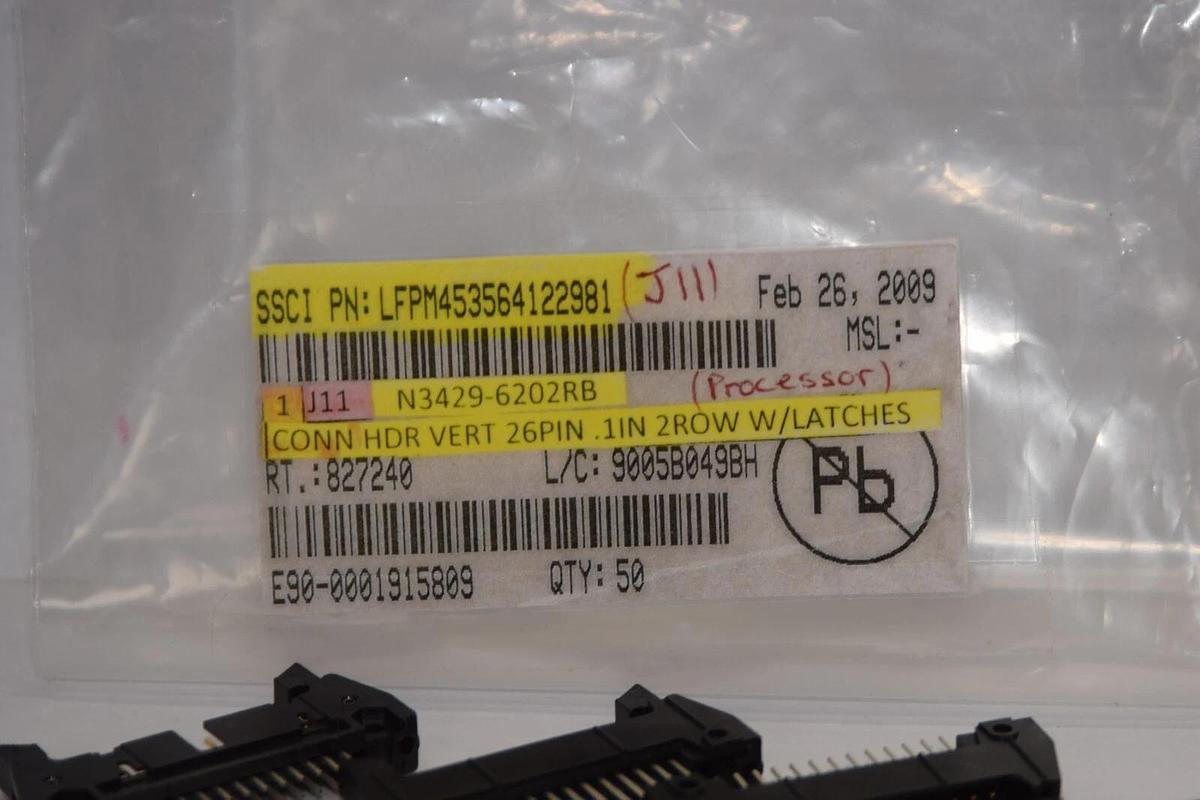 SSCI PN: LFPM453564122981 (J11) Feb 26, 2009
MSL:-
1 J11 N3429-6202RB (Processor)
CONN HDR VERT 26PIN .1IN 2ROW W/LATCHES
RT.:827240 L/C: 9005B049BH
Pb
E90-0001915809 QTY: 50